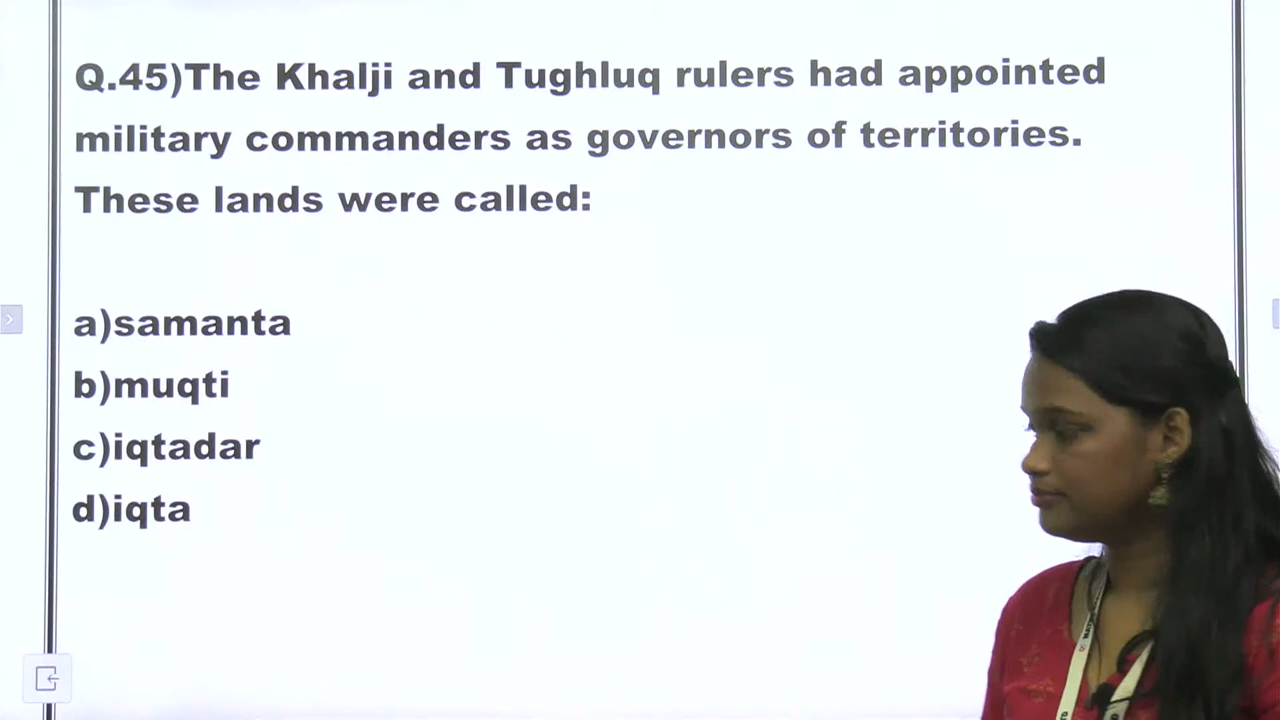 Q.45)The Khalji and Tughluq rulers had appointed
military commanders as governors of territories.
These lands were called:
a)samanta
b)muqti
c)iqtadar
d)iqta